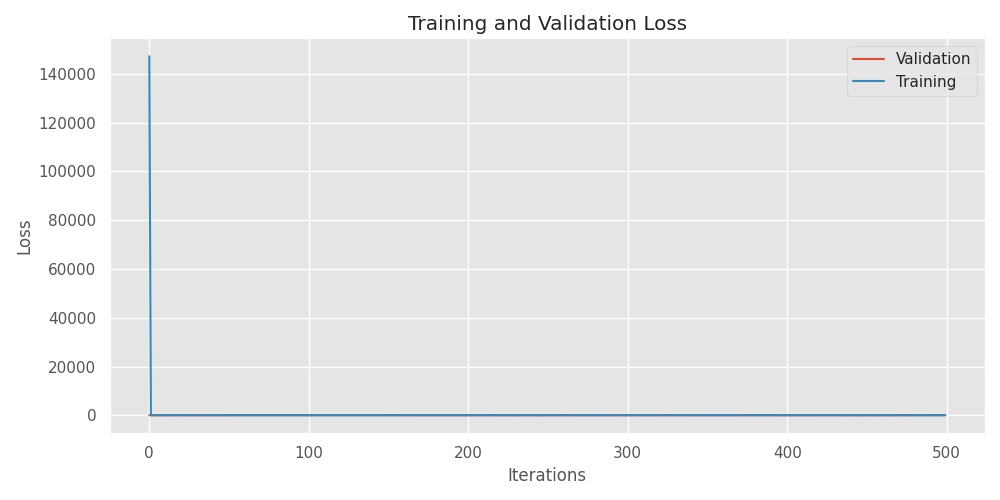 Training and Validation Loss
Validation
Training
140000
120000
100000
80000
60000
40000
20000
0
Loss
0 100 200 300 400 500
Iterations